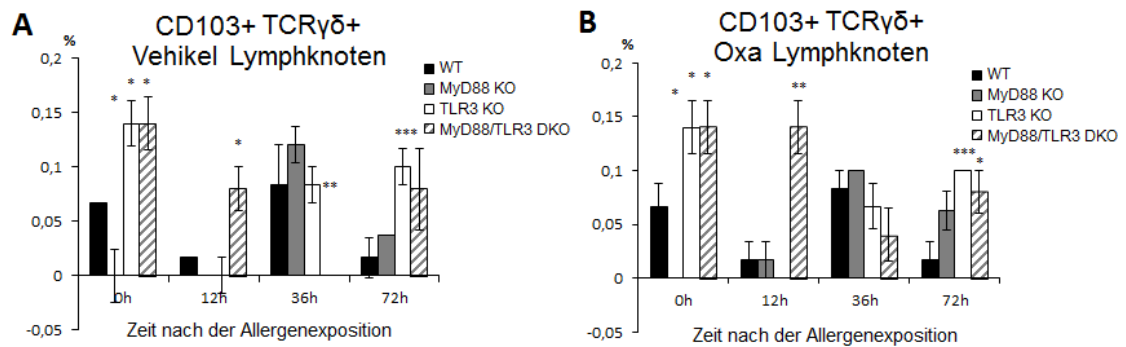 A
CD103+ TCRγδ+
Vehikel Lymphknoten
%
0,2
0,15
0,1
0,05
0
-0,05
WT
MyD88 KO
TLR3 KO
MyD88/TLR3 DKO
*
* *
*
**
***
0h 12h 36h 72h
Zeit nach der Allergenexposition
B
CD103+ TCRγδ+
Oxa Lymphknoten
%
0,2
0,15
0,1
0,05
0
-0,05
WT
MyD88 KO
TLR3 KO
MyD88/TLR3 DKO
*
* *
**
***
*
0h 12h 36h 72h
Zeit nach der Allergenexposition